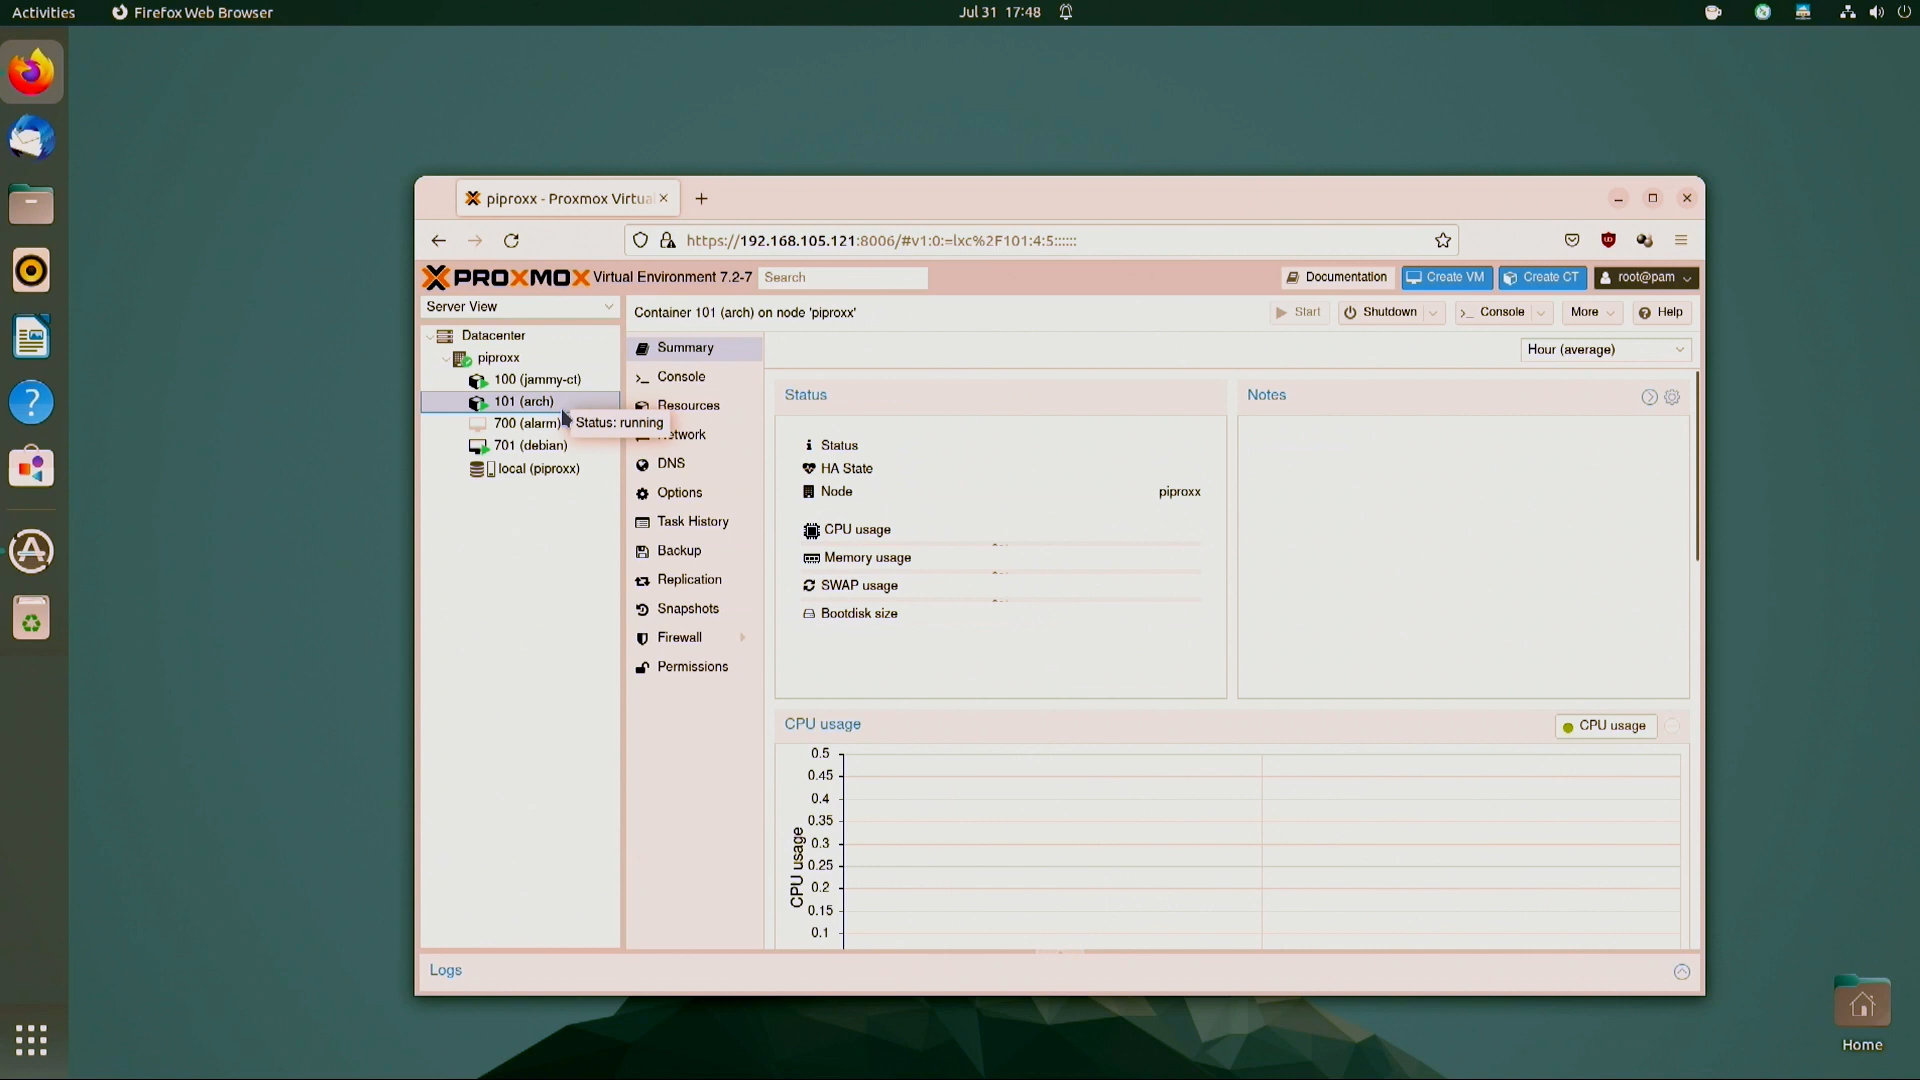 Activities
Firefox Web Browser
Jul 31 17:48
piproxx - Proxmox Virtua
https://192.168.105.121:8006/#v1:0:=lxc%2F101:4:5::::::
PROXMOX Virtual Environment 7.2-7
Search
Documentation
Create VM
Create CT
root@pam
Server View
Container 101 (arch) on node 'piproxx'
Start
Shutdown
Console
More
Help
Datacenter
piproxx
100 (jammy-ct)
101 (arch)
700 (alarm)
701 (debian)
local (piproxx)
Status: running
Summary
Console
Resources
Network
DNS
Options
Task History
Backup
Replication
Snapshots
Firewall
Permissions
Hour (average)
Status
Status
HA State
Node
piproxx
CPU usage
Memory usage
SWAP usage
Bootdisk size
Notes
CPU usage
CPU usage
0.5
0.45
0.4
0.35
0.3
0.25
0.2
0.15
0.1
CPU usage
Logs
Home